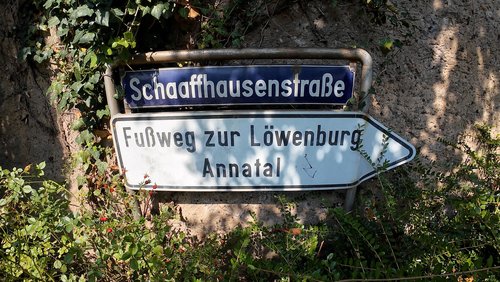 Schaaffhausenstraße
Fußweg zur Löwenburg
Annatal